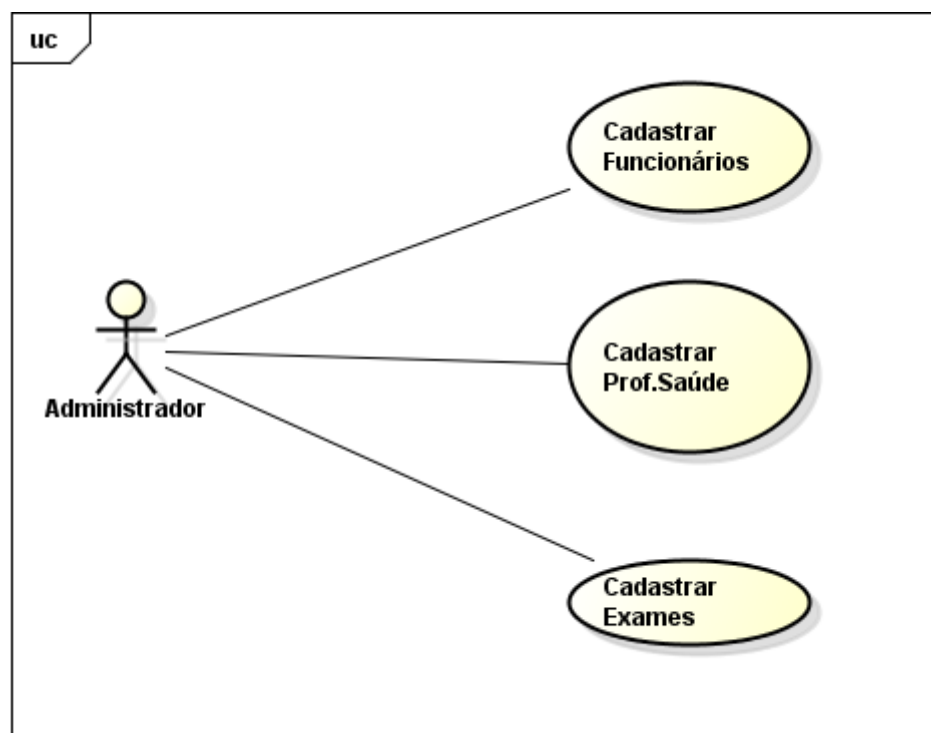 uc
Cadastrar
Funcionários
Cadastrar
Prof.Saúde
Administrador
Cadastrar
Exames